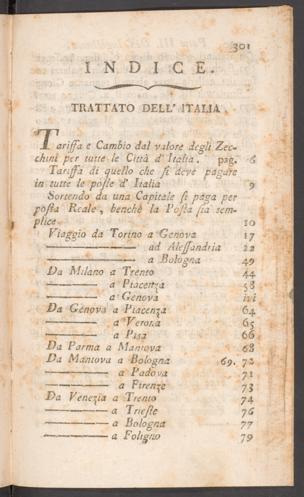 301
INDICE.
TRATTATO DELL' ITALIA
Tariffa e Cambio dal valore degli Zec-
chini per tutte le Città d' Italia. pag. 6
Tariffa di quello che si deve pagare
in tutte le poste d' Italia 9
Sortendo da una Capitale si paga per
posta Reale, benchè la Posta sia sem-
plice 10
Viaggio da Torino a Genova 17
——— ad Alessandria 22
——— a Bologna 49
Da Milano a Trento 44
——— a Piacenza 58
——— a Genova ivi
Da Genova a Piacenza 64
——— a Verona 65
——— a Pisa 66
Da Parma a Mantova 68
Da Mantova a Bologna 69. 70
——— a Padova 71
——— a Firenze 73
Da Venezia a Trento 74
——— a Trieste 76
——— a Bologna 77
——— a Foligno 79